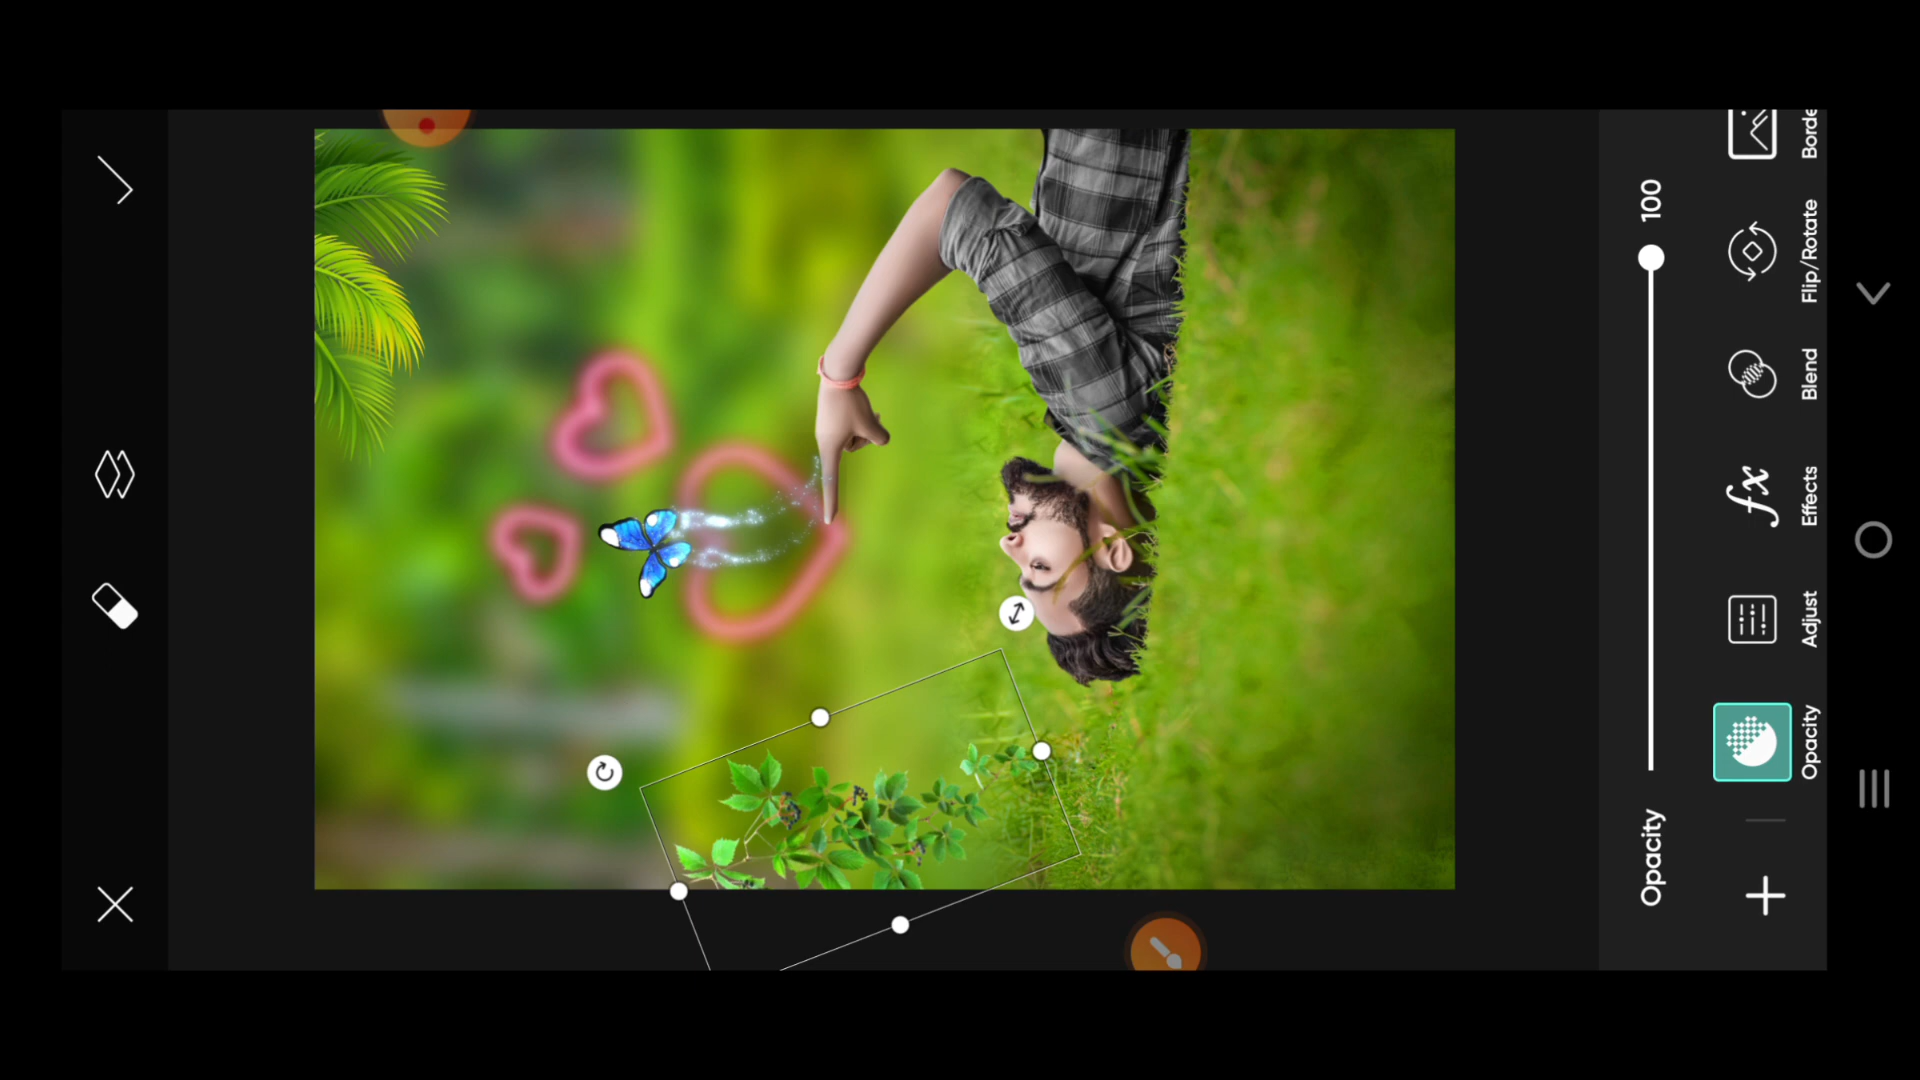 Opacity
100
Opacity
Adjust
Effects
Blend
Flip/Rotate
Borde